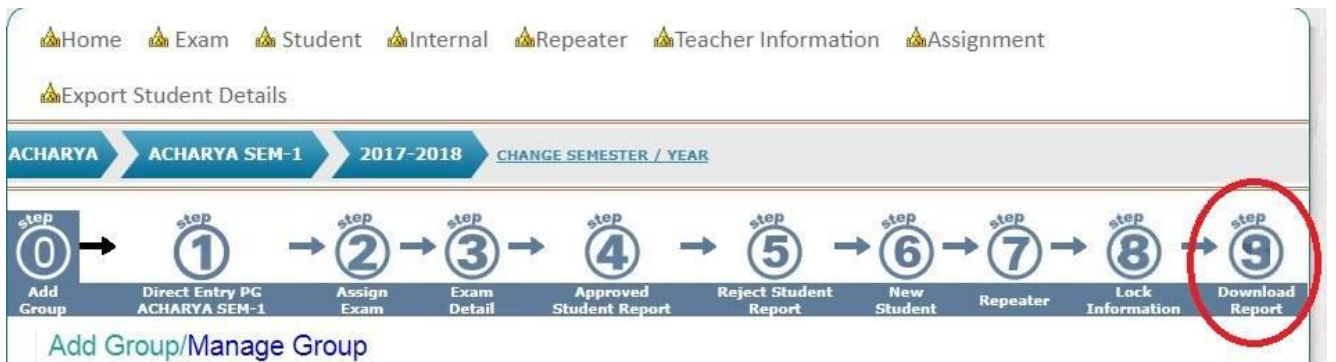 Home Exam Student Internal Repeater Teacher Information Assignment
Export Student Details
ACHARYA ACHARYA SEM-1 2017-2018 CHANGE SEMESTER / YEAR
step 0 step 1 step 2 step 3 step 4 step 5 step 6 step 7 step 8 step 9
Add Direct Entry PG Assign Exam Approved Reject Student New Repeater Lock Download
Group ACHARYA SEM-1 Exam Detail Student Report Report Student Information Report
Add Group/Manage Group